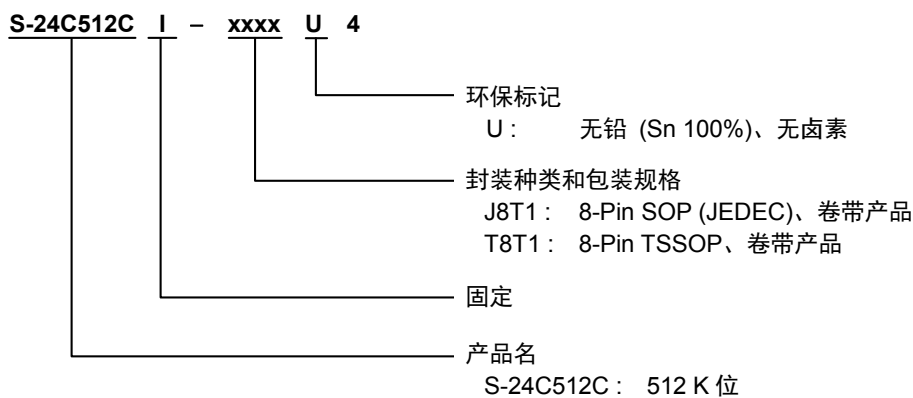 S-24C512C I – xxxx U 4
环保标记
U : 无铅 (Sn 100%)、无卤素
封装种类和包装规格
J8T1 : 8-Pin SOP (JEDEC)、卷带产品
T8T1 : 8-Pin TSSOP、卷带产品
固定
产品名
S-24C512C : 512 K 位